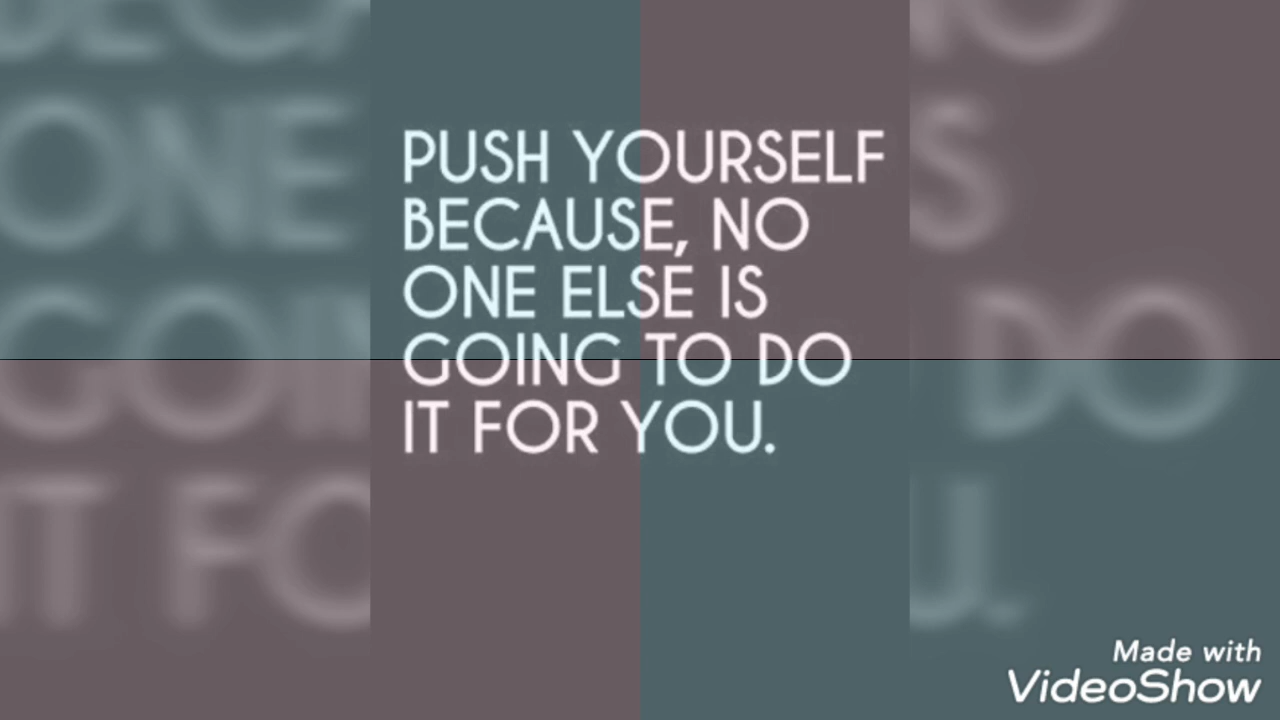 PUSH YOURSELF
BECAUSE, NO
ONE ELSE IS
GOING TO DO
IT FOR YOU.
Made with
VideoShow